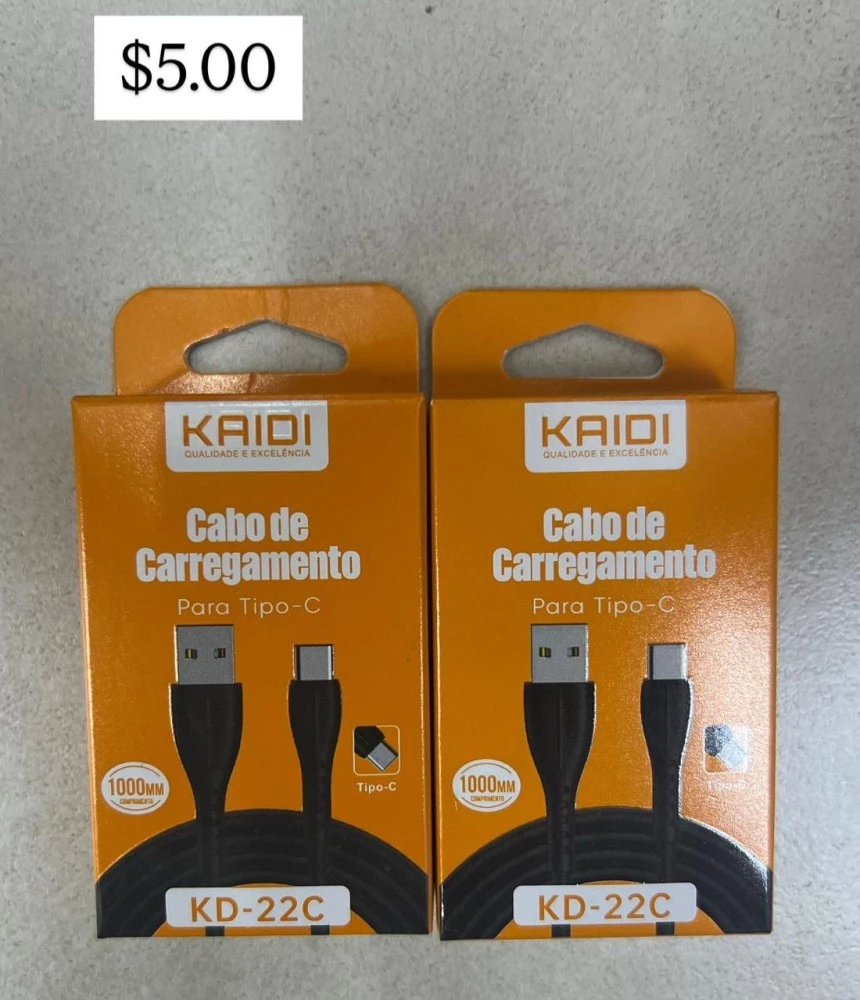 $5.00
KAIDI
QUALIDADE E EXCELÊNCIA
Cabo de
Carregamento
Para Tipo-C
1000MM
COMPRIMENTO
Tipo-C
KD-22C
KAIDI
QUALIDADE E EXCELÊNCIA
Cabo de
Carregamento
Para Tipo-C
1000MM
COMPRIMENTO
Tipo-C
KD-22C